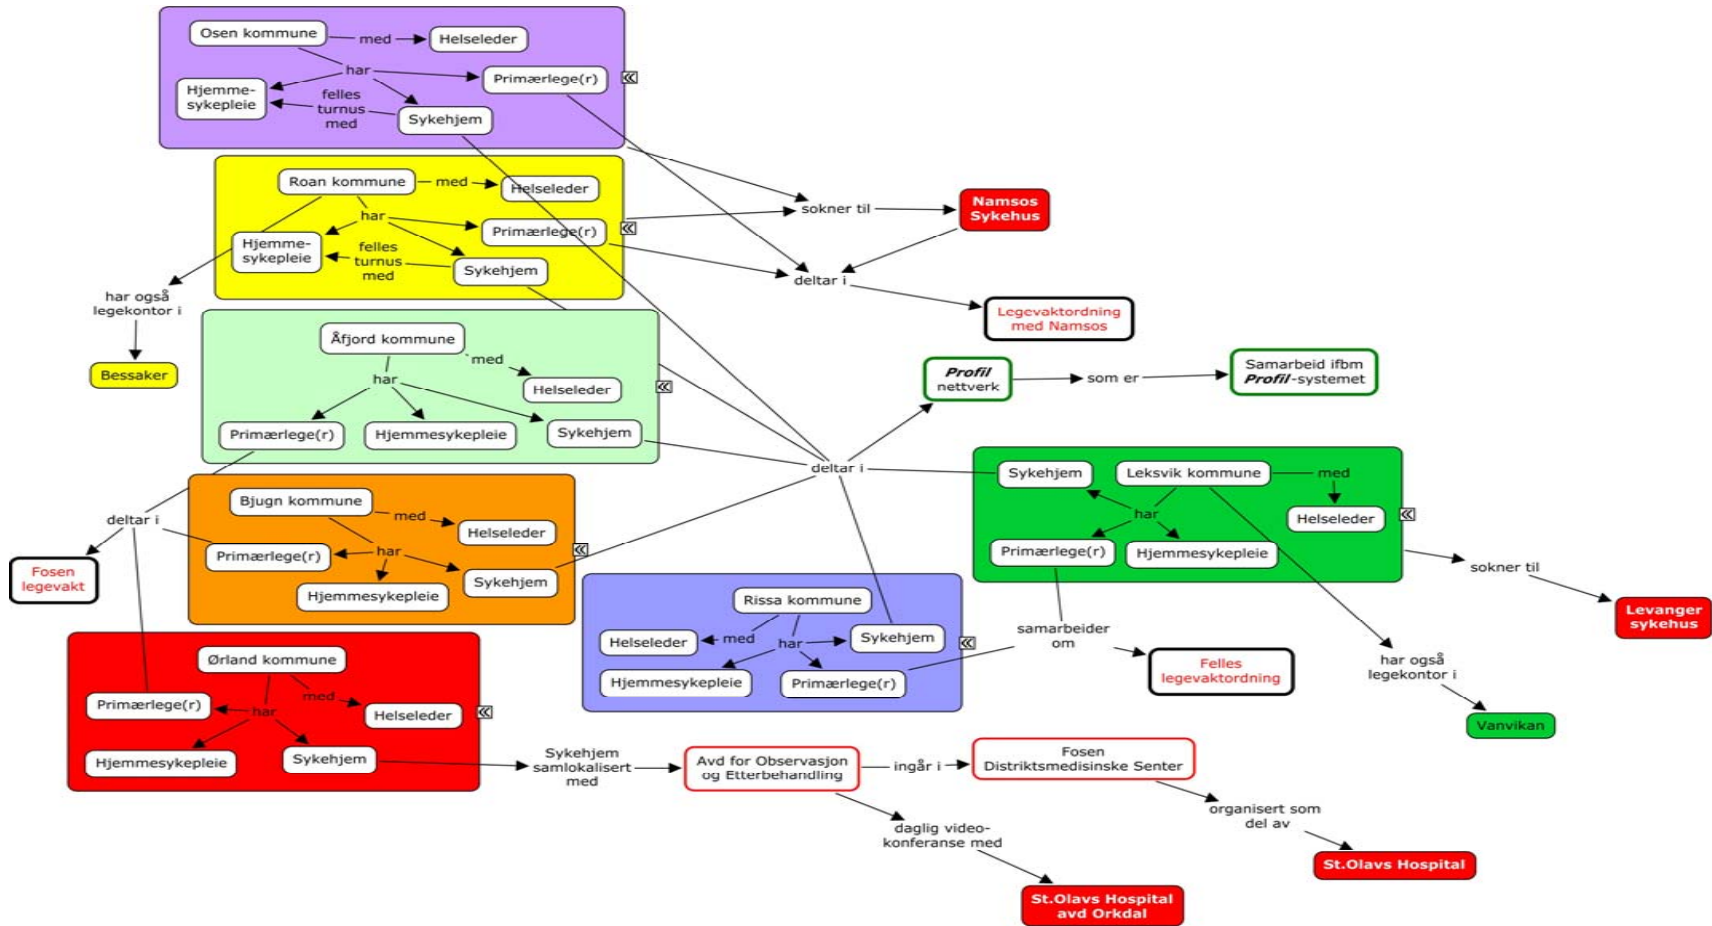 Osen kommune
med
Helseleder
har
Primærlege(r)
Hjemme-
sykepleie
felles
turnus
med
Sykehjem
Roan kommune
med
Helseleder
har
Primærlege(r)
Hjemme-
sykepleie
felles
turnus
med
Sykehjem
sokner til
Namsos
Sykehus
deltar i
Legevaktordning
med Namsos
har også
legekontor i
Bessaker
Åfjord kommune
med
har
Helseleder
Primærlege(r)
Hjemmesykepleie
Sykehjem
Profil
nettverk
som er
Samarbeid ifbm
Profil-systemet
deltar i
Bjugn kommune
med
Helseleder
har
Primærlege(r)
Hjemmesykepleie
Sykehjem
deltar i
Fosen
legevakt
Sykehjem
Leksvik kommune
med
Helseleder
har
Primærlege(r)
Hjemmesykepleie
sokner til
Levanger
sykehus
Rissa kommune
Helseleder
med
har
Sykehjem
Hjemmesykepleie
Primærlege(r)
samarbeider
om
Felles
legevaktordning
har også
legekontor i
Vanvikan
Ørland kommune
med
Primærlege(r)
har
Helseleder
Hjemmesykepleie
Sykehjem
Sykehjem
samlokalisert
med
Avd for Observasjon
og Etterbehandling
ingår i
Fosen
Distriktsmedisinske Senter
organisert som
del av
St.Olavs Hospital
daglig video-
konferanse med
St.Olavs Hospital
avd Orkdal